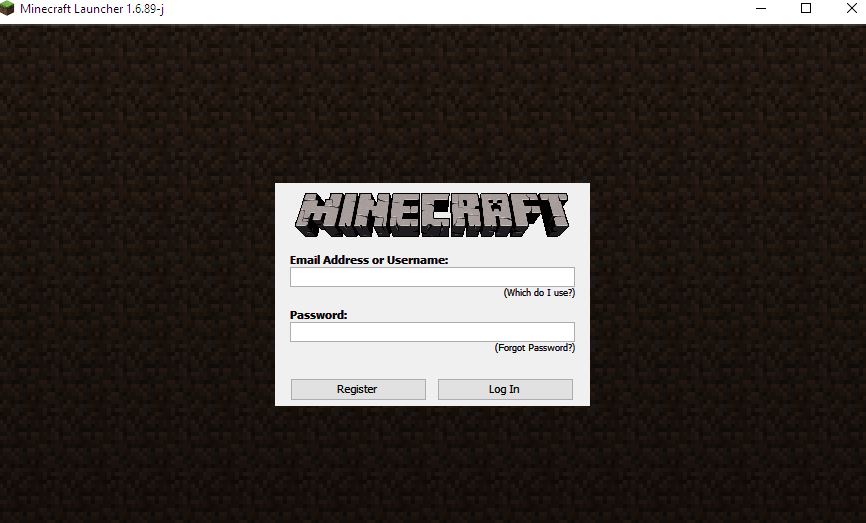 Minecraft Launcher 1.6.89-j
MINECRAFT
Email Address or Username:
(Which do I use?)
Password:
(Forgot Password?)
Register
Log In